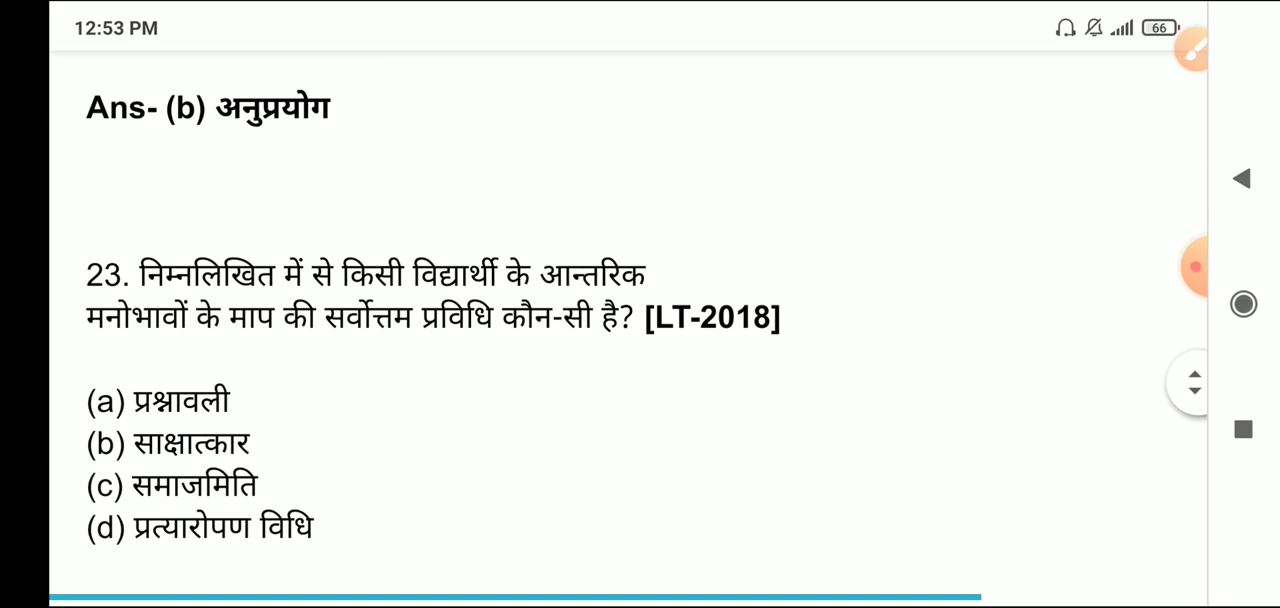 12:53 PM
66
Ans- (b) अनुप्रयोग
23. निम्नलिखित में से किसी विद्यार्थी के आन्तरिक
मनोभावों के माप की सर्वोत्तम प्रविधि कौन-सी है? [LT-2018]
(a) प्रश्नावली
(b) साक्षात्कार
(c) समाजमिति
(d) प्रत्यारोपण विधि